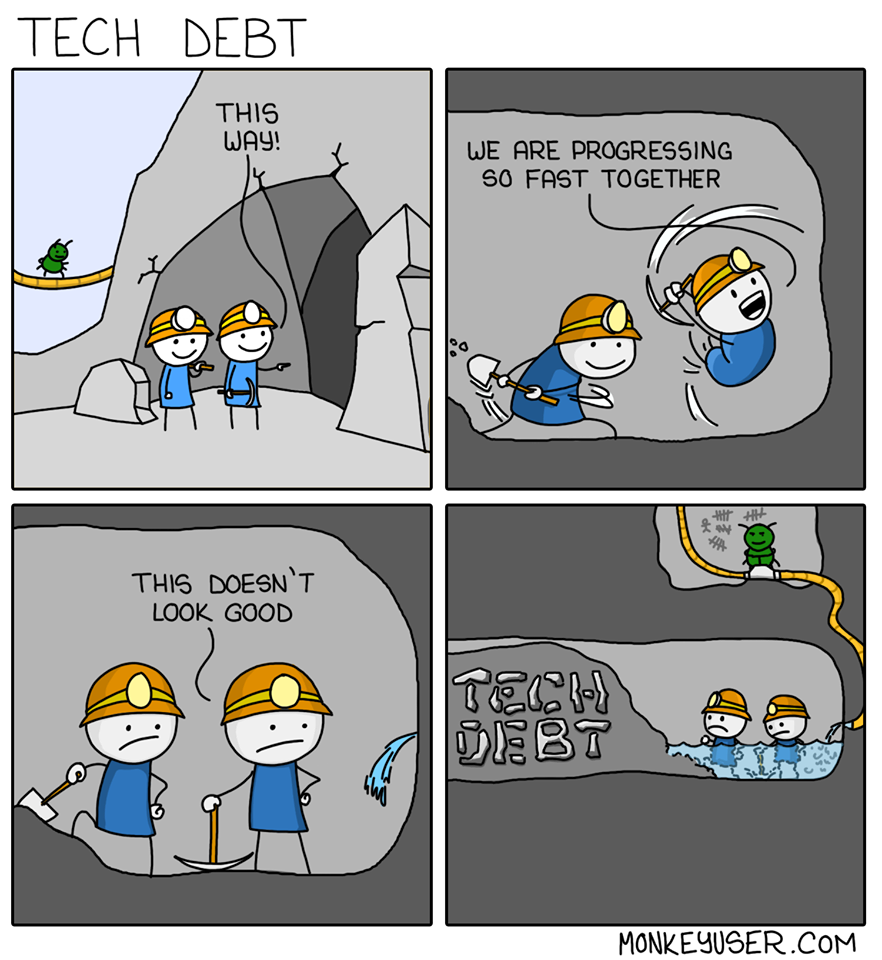 TECH DEBT
THIS
WAY!
WE ARE PROGRESSING
SO FAST TOGETHER
THIS DOESN'T
LOOK GOOD
TECH
DEBT
MONKEYUSER.COM